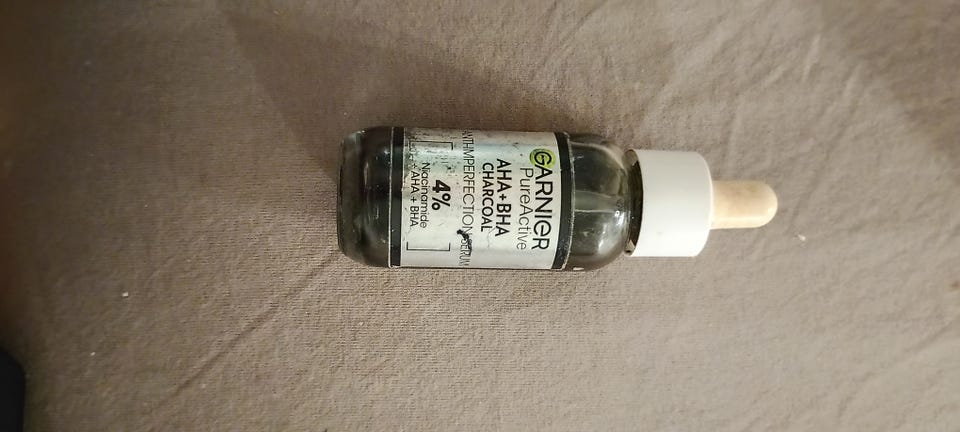 GARNIER
PureActive
AHA+BHA
CHARCOAL
ANTI-IMPERFECTION SERUM
4%
Niacinamide
+ AHA + BHA